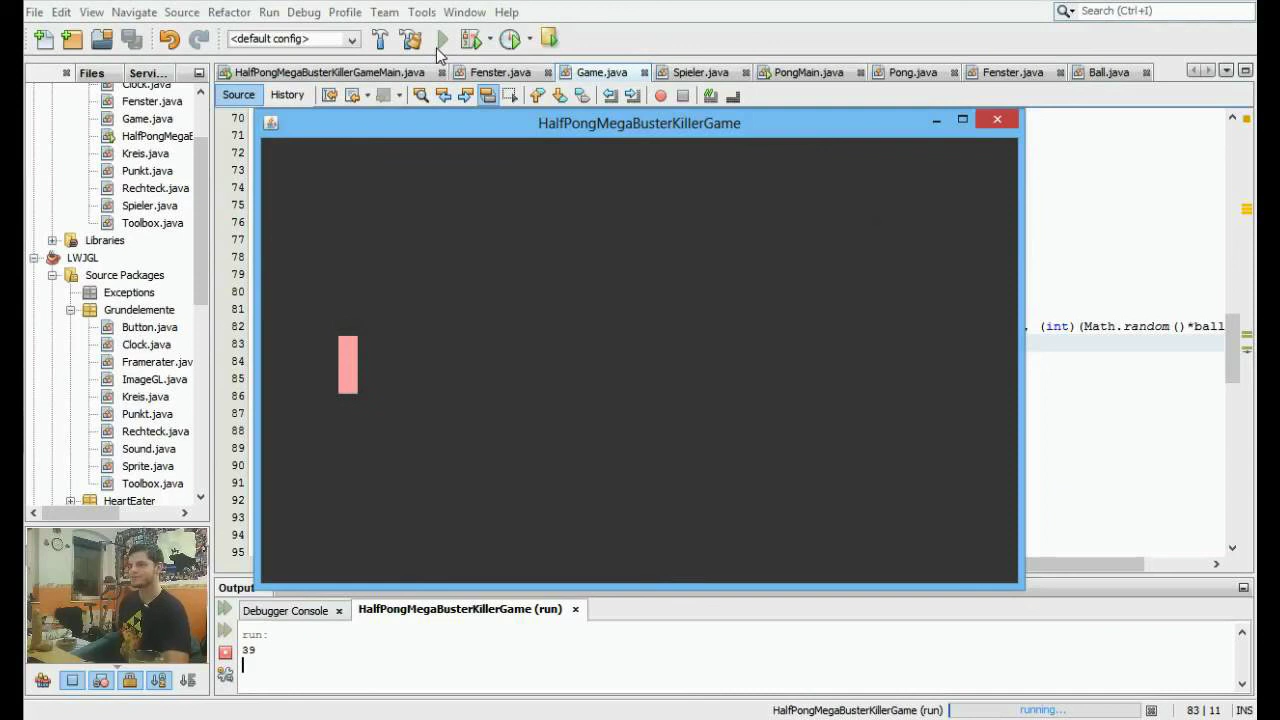 File Edit View Navigate Source Refactor Run Debug Profile Team Tools Window Help
Search (Ctrl+I)
<default config>
Files
Servi...
HalfPongMegaBusterKillerGameMain.java
Fenster.java
Game.java
Spieler.java
PongMain.java
Pong.java
Fenster.java
Ball.java
Source
History
Clock.java
Fenster.java
Game.java
HalfPongMegaE
Kreis.java
Punkt.java
Rechteck.java
Spieler.java
Toolbox.java
Libraries
LWJGL
Source Packages
Exceptions
Grundelemente
Button.java
Clock.java
Framerater.jav
ImageGL.java
Kreis.java
Punkt.java
Rechteck.java
Sound.java
Sprite.java
Toolbox.java
HeartEater
70
71
72
73
74
75
76
77
78
79
80
81
82
83
84
85
86
87
88
89
90
91
92
93
94
95
HalfPongMegaBusterKillerGame
, (int)(Math.random()*ball
Output
Debugger Console
HalfPongMegaBusterKillerGame (run)
run:
39
HalfPongMegaBusterKillerGame (run)
running...
83 | 11
INS